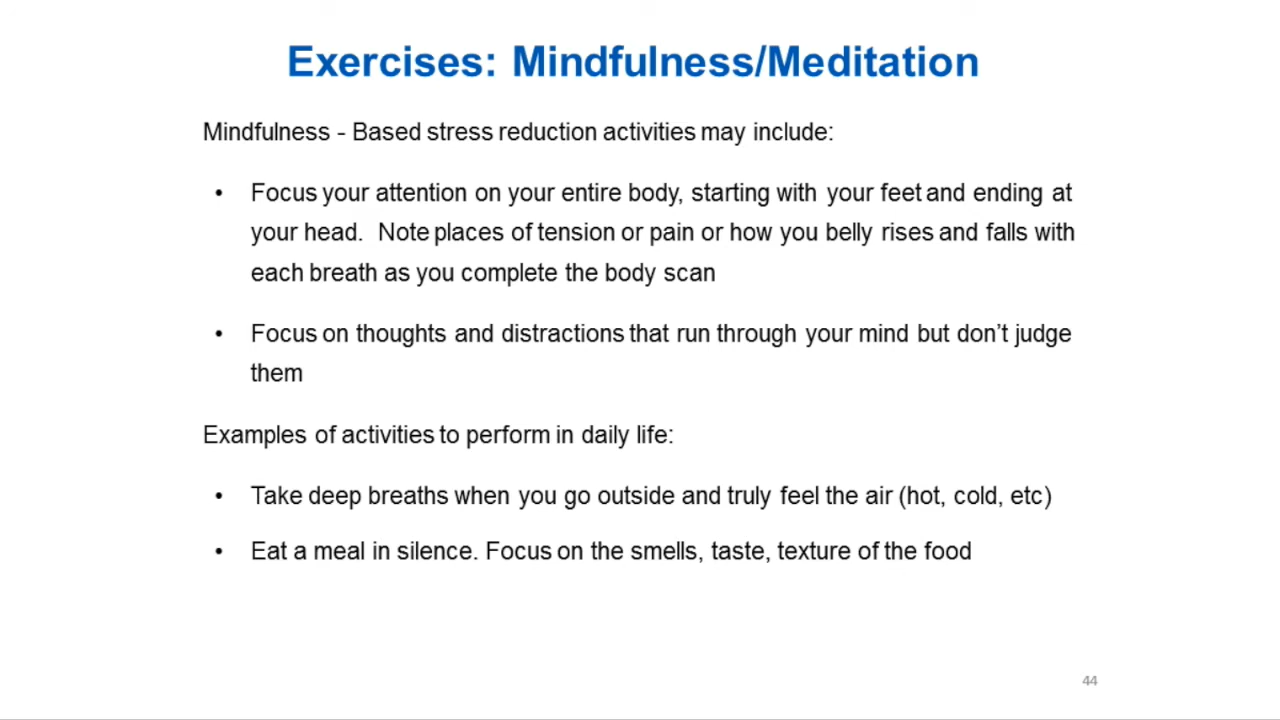 Exercises: Mindfulness/Meditation
Mindfulness - Based stress reduction activities may include:
• Focus your attention on your entire body, starting with your feet and ending at
your head. Note places of tension or pain or how you belly rises and falls with
each breath as you complete the body scan
• Focus on thoughts and distractions that run through your mind but don’t judge
them
Examples of activities to perform in daily life:
• Take deep breaths when you go outside and truly feel the air (hot, cold, etc)
• Eat a meal in silence. Focus on the smells, taste, texture of the food
44